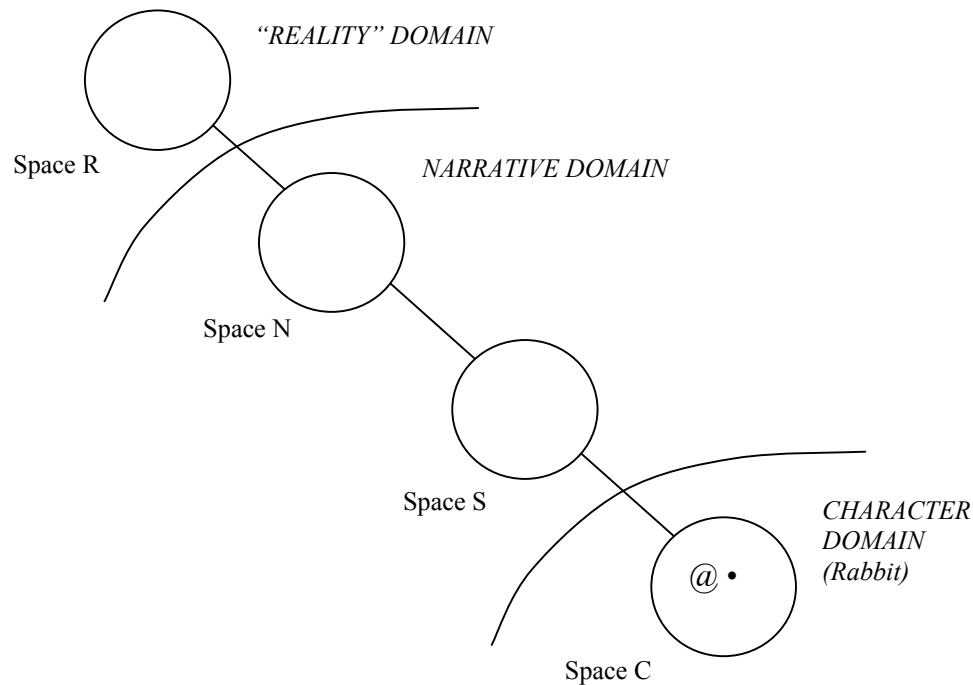 “REALITY” DOMAIN
Space R
NARRATIVE DOMAIN
Space N
Space S
CHARACTER
DOMAIN
(Rabbit)
@ •
Space C